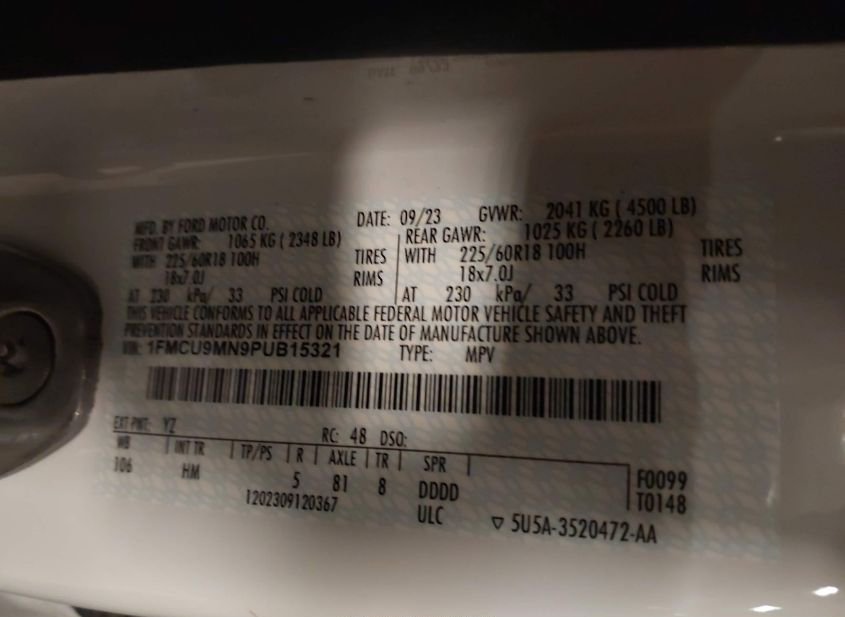 MFD. BY FORD MOTOR CO.
DATE: 09/23 GVWR: 2041 KG ( 4500 LB)
FRONT GAWR: 1065 KG ( 2348 LB)
REAR GAWR: 1025 KG ( 2260 LB)
WITH 225/60R18 100H TIRES
WITH 225/60R18 100H TIRES
18x7.0J RIMS
18x7.0J RIMS
AT 230 kPa/ 33 PSI COLD
AT 230 kPa/ 33 PSI COLD
THIS VEHICLE CONFORMS TO ALL APPLICABLE FEDERAL MOTOR VEHICLE SAFETY AND THEFT
PREVENTION STANDARDS IN EFFECT ON THE DATE OF MANUFACTURE SHOWN ABOVE.
VIN: 1FMCU9MN9PUB15321 TYPE: MPV
EXT PNT: YZ RC: 48 DSO:
WB INT TR TP/PS R AXLE TR SPR
106 HM 5 81 8 DDDD
F0099
T0148
1202309120367 ULC
5U5A-3520472-AA